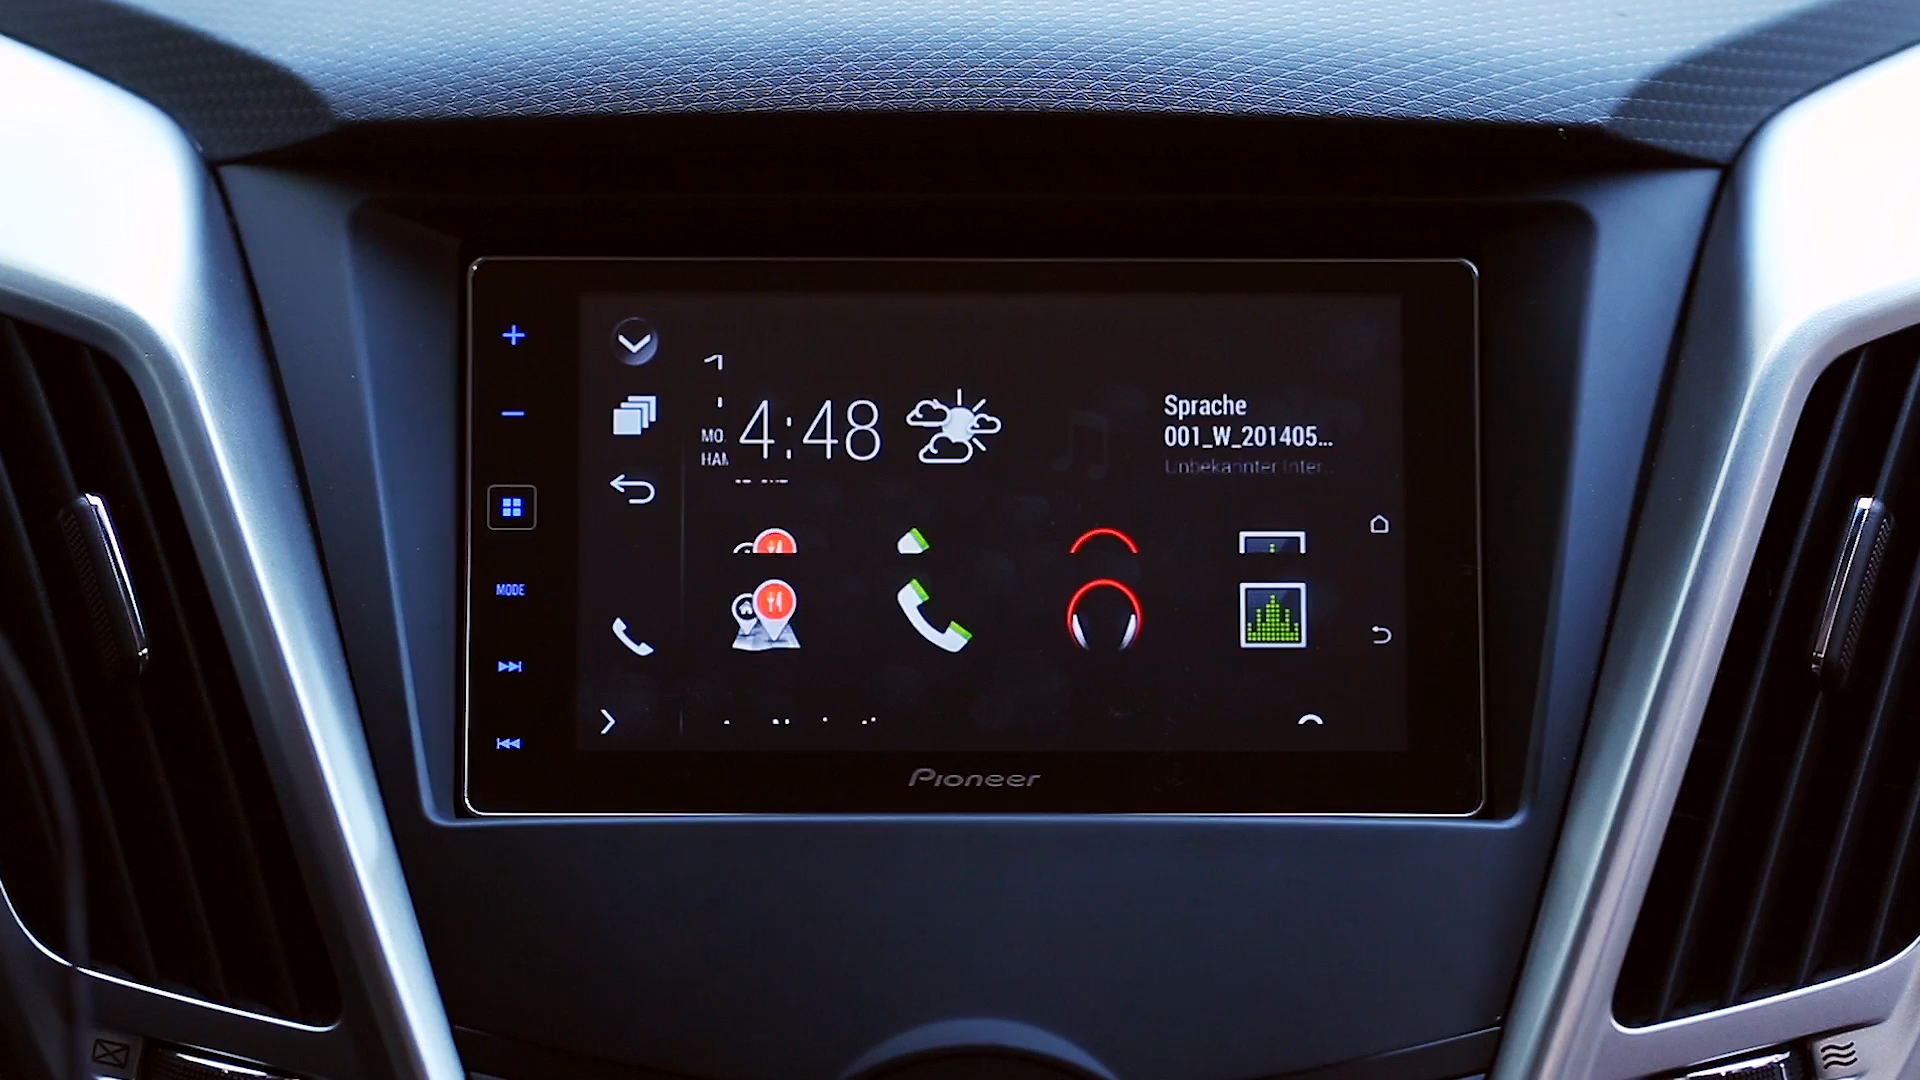 MO.
HAM
4:48
Sprache
001_W_201405...
Unbekannter Inter...
MODE
Pioneer